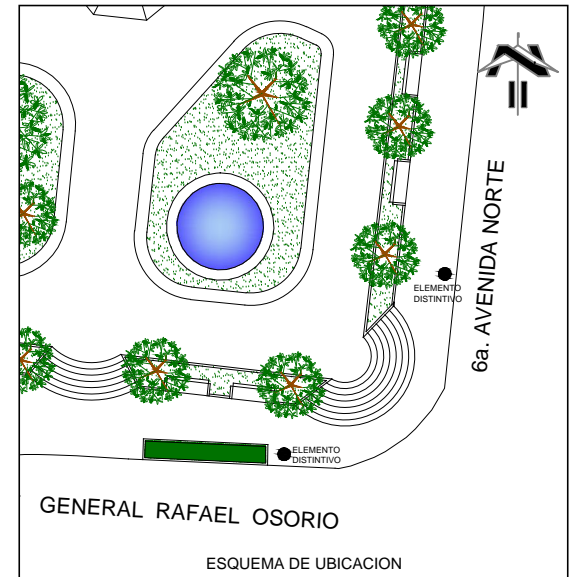 ELEMENTO
DISTINTIVO
6a. AVENIDA NORTE
ELEMENTO
DISTINTIVO
GENERAL RAFAEL OSORIO
ESQUEMA DE UBICACION